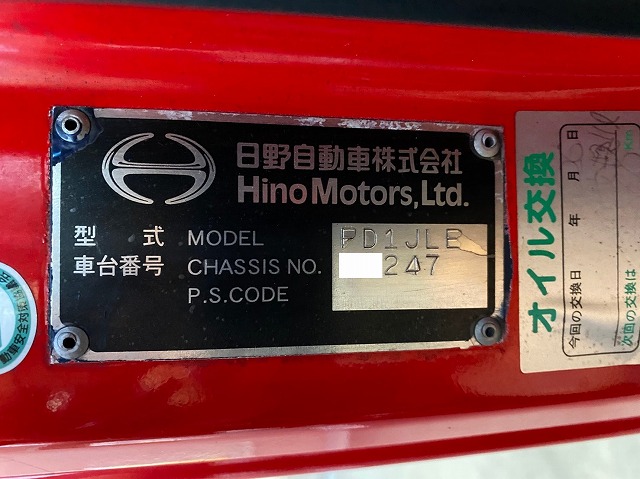 日野自動車株式会社
Hino Motors, Ltd.
型 式 MODEL FD1JLB
車台番号 CHASSIS NO. 247
P.S.CODE
オイル交換
今回の交換日 年 月 日
次回の交換は